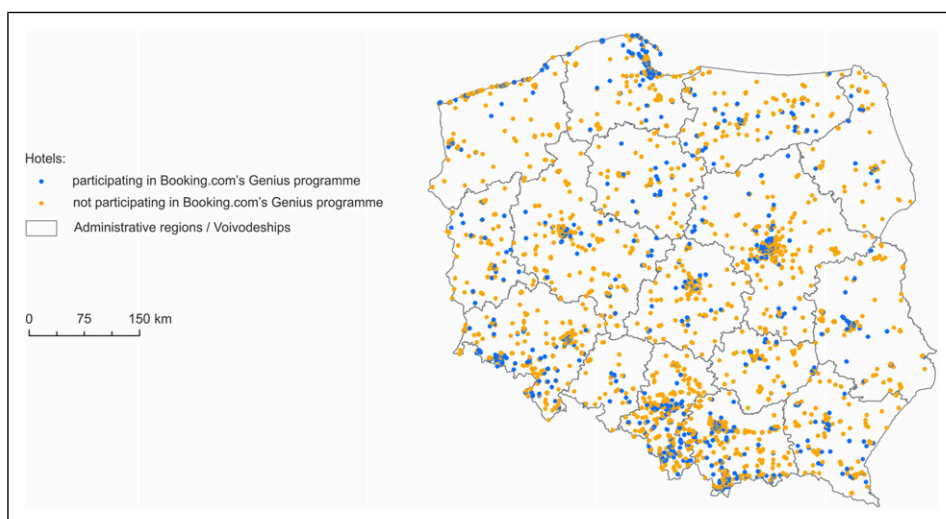 Hotels:
participating in Booking.com's Genius programme
not participating in Booking.com's Genius programme
Administrative regions / Voivodeships
0 75 150 km